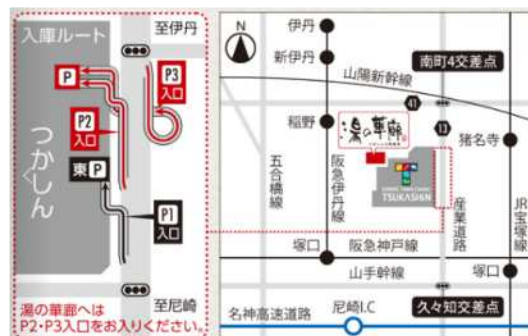 入庫ルート
至伊丹
P
P3
入口
P2
入口
つかしん
東P
P1
入口
至尼崎
湯の華廊へは
P2・P3入口をお入りください。
N
伊丹
新伊丹
山陽新幹線
南町4交差点
41
13
稲野
湯の華廊
猪名寺
TSUKASHIN
五合橋線
阪急伊丹線
産業道路
JR宝塚線
塚口
阪急神戸線
山手幹線
塚口
尼崎I.C
久々知交差点
名神高速道路